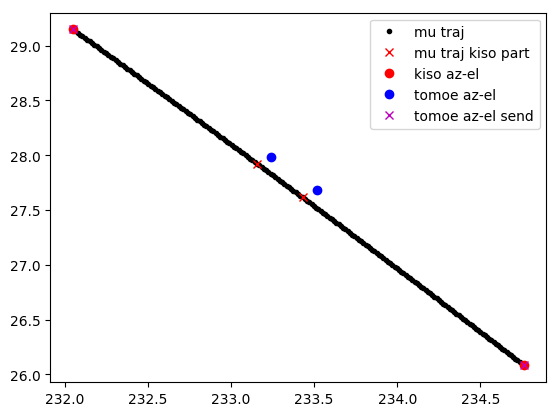 29.0
28.5
28.0
27.5
27.0
26.5
26.0
232.0 232.5 233.0 233.5 234.0 234.5
mu traj
mu traj kiso part
kiso az-el
tomoe az-el
tomoe az-el send